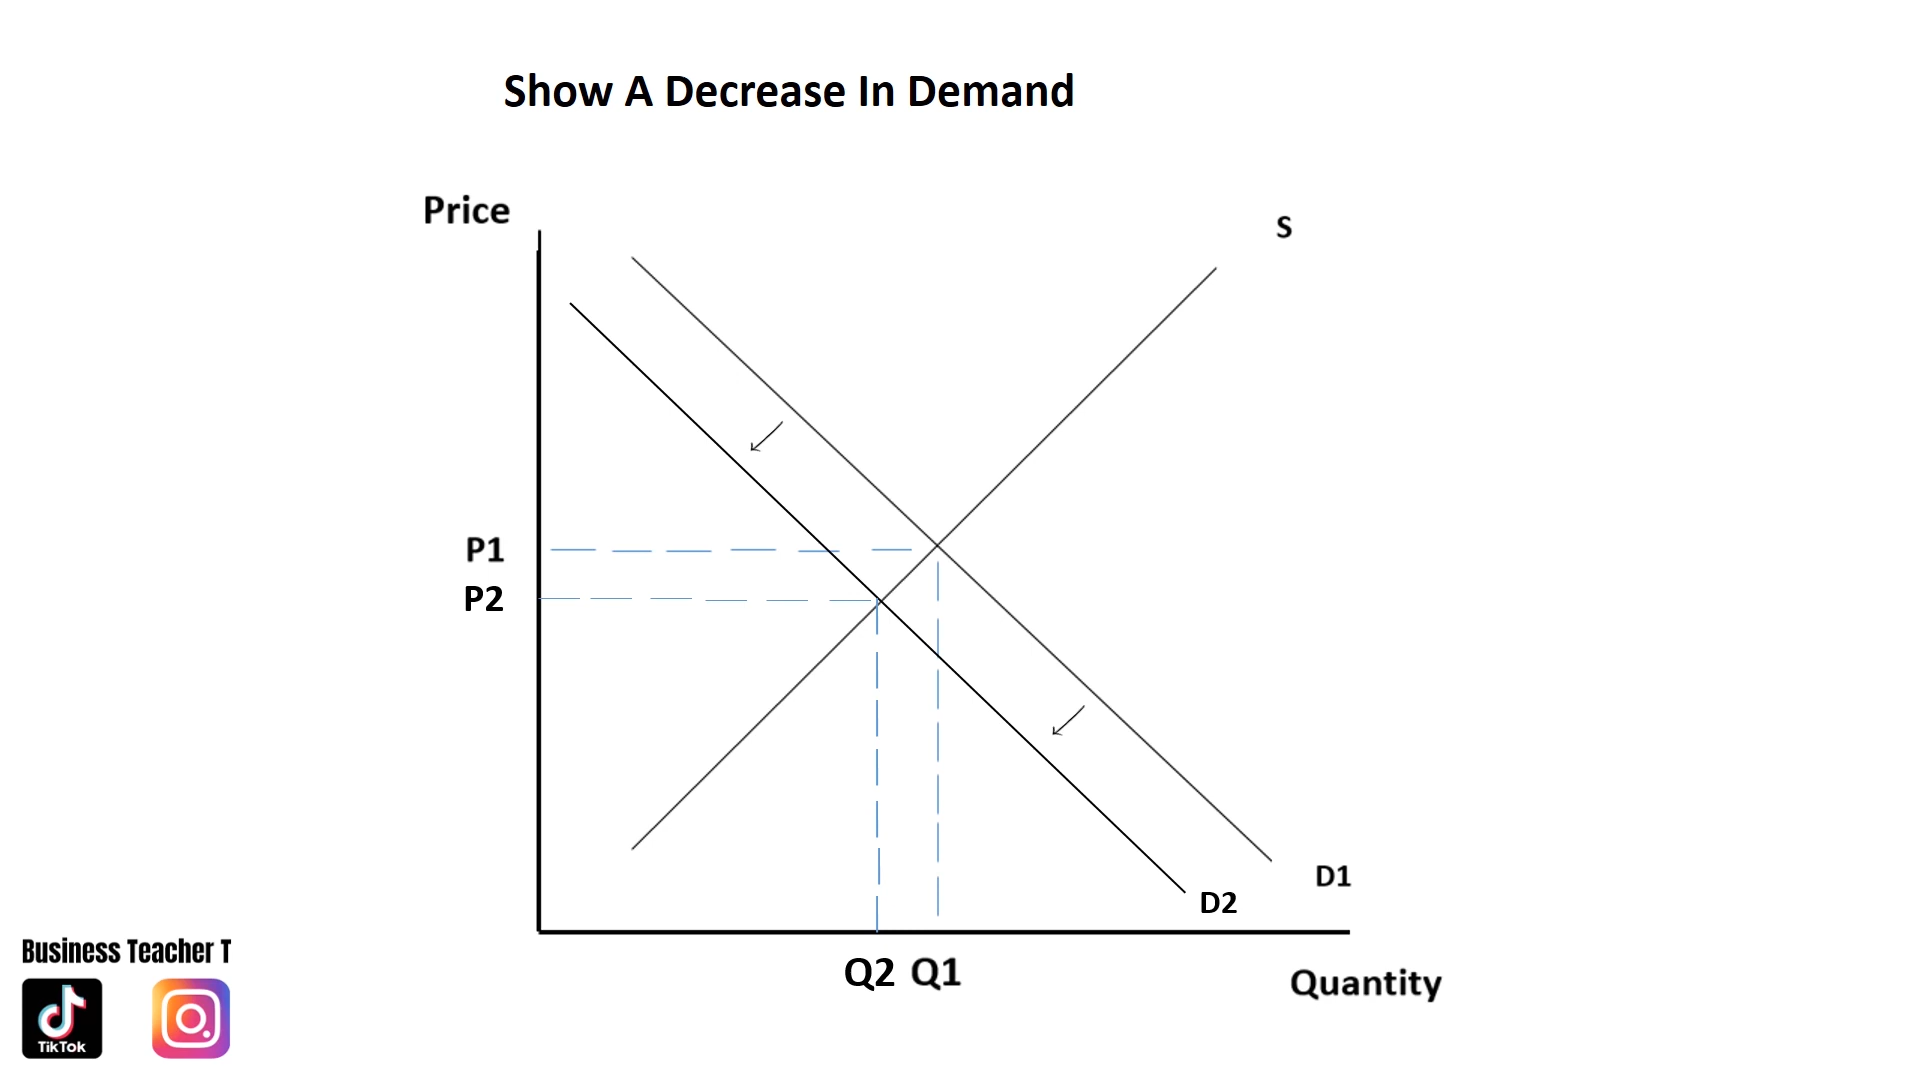 Show A Decrease In Demand
Price
S
P1
P2
D1
D2
Q2 Q1
Quantity
Business Teacher T
TikTok